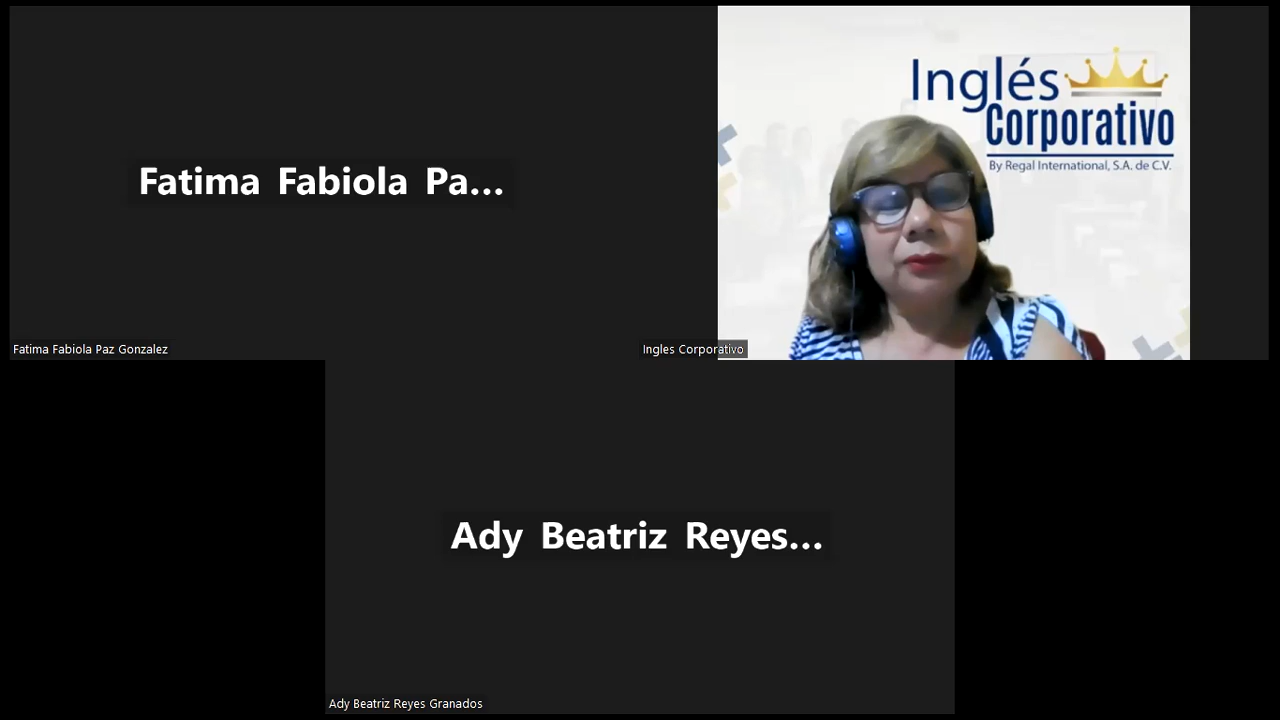 Fatima Fabiola Pa...
Fatima Fabiola Paz Gonzalez
Inglés
Corporativo
By Regal International, S.A. de C.V.
Ingles Corporativo
Ady Beatriz Reyes...
Ady Beatriz Reyes Granados